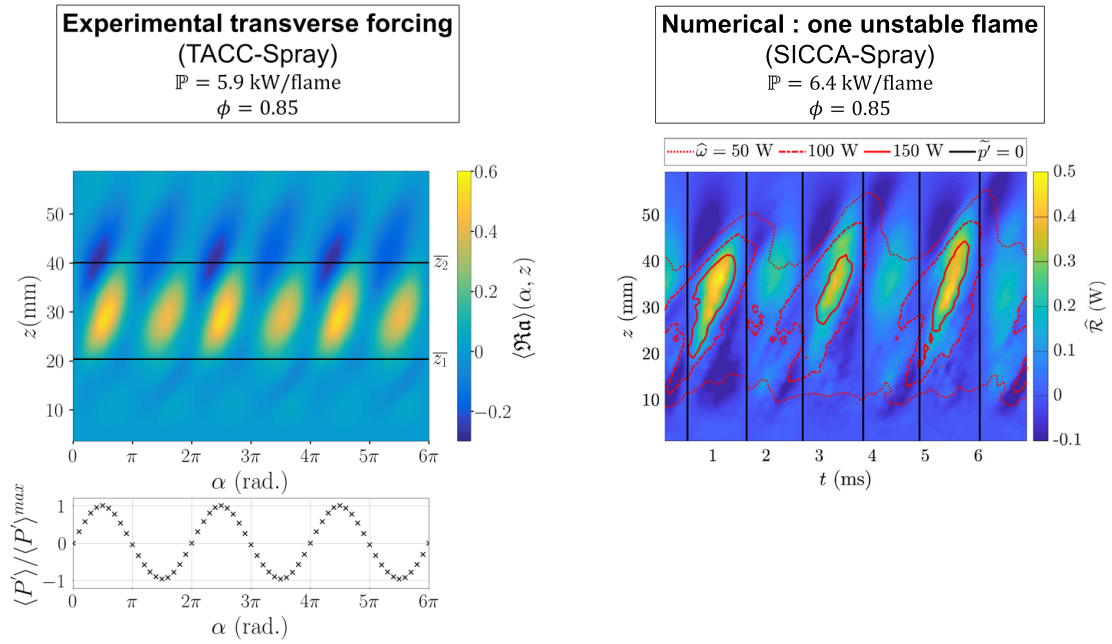 Experimental transverse forcing
(TACC-Spray)
ℙ = 5.9 kW/flame
ϕ = 0.85
Numerical : one unstable flame
(SICCA-Spray)
ℙ = 6.4 kW/flame
ϕ = 0.85
z(mm)
50
40
30
20
10
0
π
2π
3π
4π
5π
6π
α (rad.)
z̄₂
z̄₁
0.6
0.4
0.2
0
−0.2
⟨ℜa⟩(α, z)
⟨P′⟩/⟨P′⟩ᵐᵃˣ
1
0
−1
0
π
2π
3π
4π
5π
6π
α (rad.)
ω̂ = 50 W
100 W
150 W
p̃′ = 0
z (mm)
50
40
30
20
10
1
2
3
4
5
6
t (ms)
0.5
0.4
0.3
0.2
0.1
0
-0.1
ℛ̂ (W)